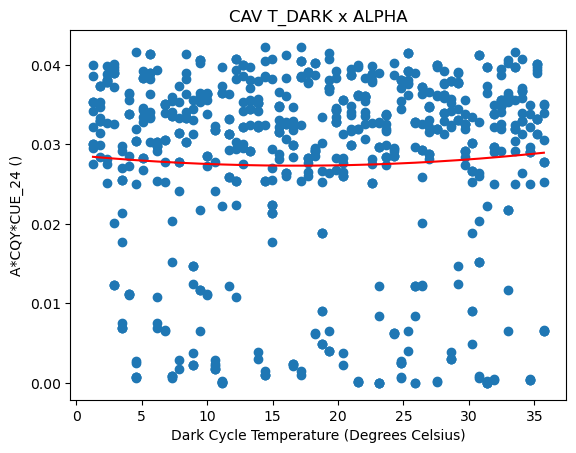 CAV T_DARK x ALPHA
A*CQY*CUE_24 ()
0.04
0.03
0.02
0.01
0.00
0 5 10 15 20 25 30 35
Dark Cycle Temperature (Degrees Celsius)